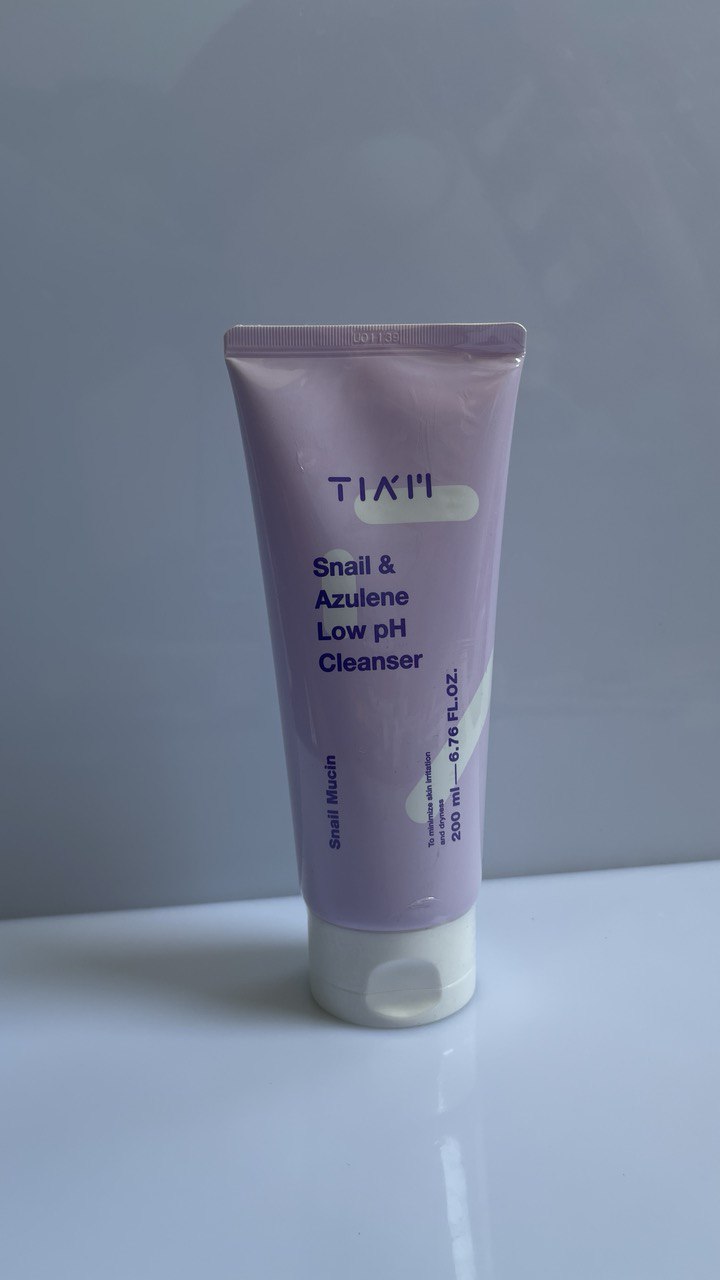 U01139
TIA'M
Snail &
Azulene
Low pH
Cleanser
Snail Mucin
To minimize skin irritation
and dryness
200 ml — 6.76 FL.OZ.